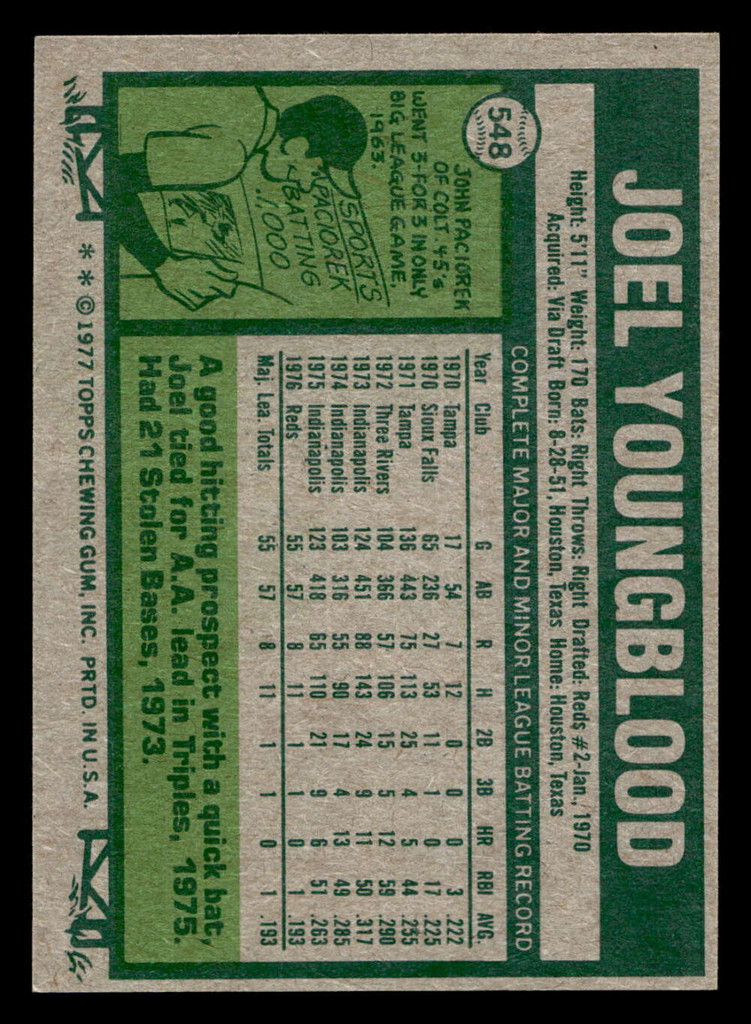 548
JOEL YOUNGBLOOD
Height: 5'11" Weight: 170 Bats: Right Throws: Right Drafted: Reds #2-Jan., 1970
Acquired: Via Draft Born: 8-28-51, Houston, Texas Home: Houston, Texas
COMPLETE MAJOR AND MINOR LEAGUE BATTING RECORD
Year Club G AB R H 2B 3B HR RBI AVG.
1970 Tampa 17 54 7 12 0 0 0 3 .222
1970 Sioux Falls 65 236 27 53 11 1 0 17 .225
1971 Tampa 136 443 75 113 25 4 5 44 .255
1972 Three Rivers 104 366 57 106 15 5 12 59 .290
1973 Indianapolis 124 451 88 143 24 9 11 50 .317
1974 Indianapolis 103 316 55 90 17 4 13 49 .285
1975 Indianapolis 123 418 65 110 21 9 6 51 .263
1976 Reds 55 57 8 11 1 1 0 1 .193
Maj. Lea. Totals 55 57 8 11 1 1 0 1 .193
JOHN PACIOREK
OF COLT .45's
WENT 3-FOR 3 IN ONLY
BIG LEAGUE GAME.
1963.
SPORTS
PACIOREK
BATTING
1.000
A good hitting prospect with a quick bat,
Joel tied for A.A. lead in Triples, 1975.
Had 21 Stolen Bases, 1973.
* * © 1977 TOPPS CHEWING GUM, INC. PRTD. IN U.S.A.